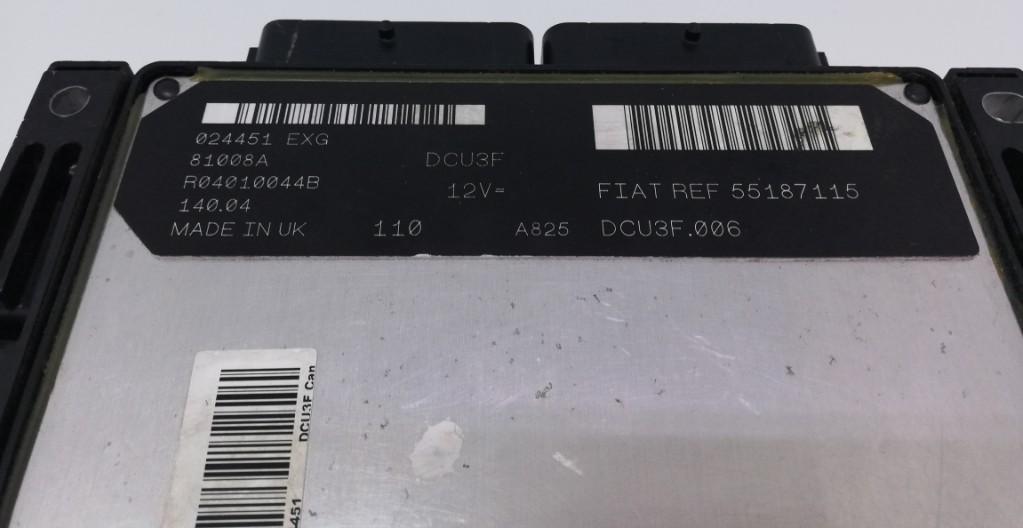 024451 EXG
81008A DCU3F
R04010044B 12V= FIAT REF 55187115
140.04
MADE IN UK 110 A825 DCU3F.006
DCU3F Can
4451